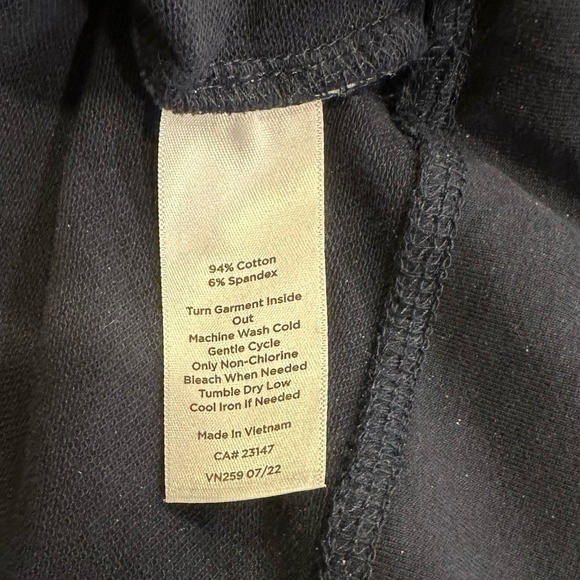 94% Cotton
6% Spandex
Turn Garment Inside
Out
Machine Wash Cold
Gentle Cycle
Only Non-Chlorine
Bleach When Needed
Tumble Dry Low
Cool Iron If Needed
Made In Vietnam
CA# 23147
VN259 07/22